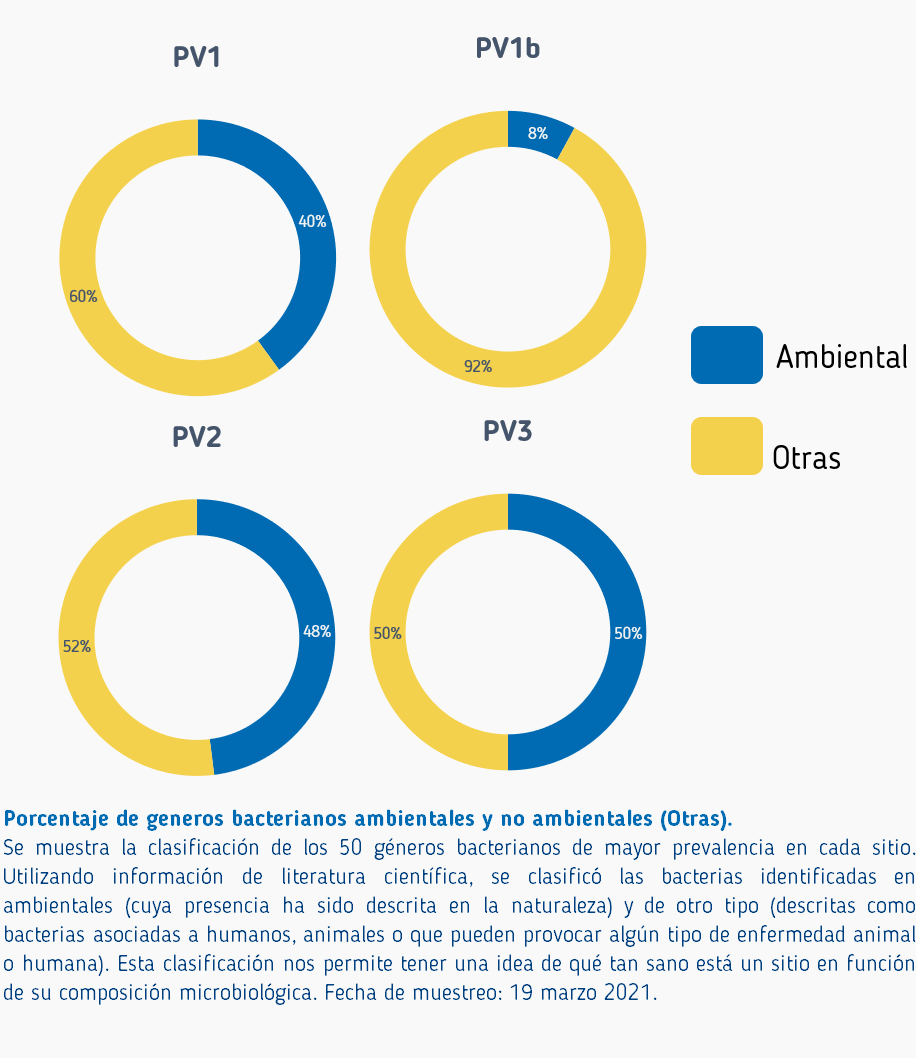 PV1
PV1b
8%
40%
60%
92%
Ambiental
Otras
PV2
PV3
48%
52%
50%
50%
Porcentaje de generos bacterianos ambientales y no ambientales (Otras).
Se muestra la clasificación de los 50 géneros bacterianos de mayor prevalencia en cada sitio.
Utilizando información de literatura científica, se clasificó las bacterias identificadas en
ambientales (cuya presencia ha sido descrita en la naturaleza) y de otro tipo (descritas como
bacterias asociadas a humanos, animales o que pueden provocar algún tipo de enfermedad animal
o humana). Esta clasificación nos permite tener una idea de qué tan sano está un sitio en función
de su composición microbiológica. Fecha de muestreo: 19 marzo 2021.